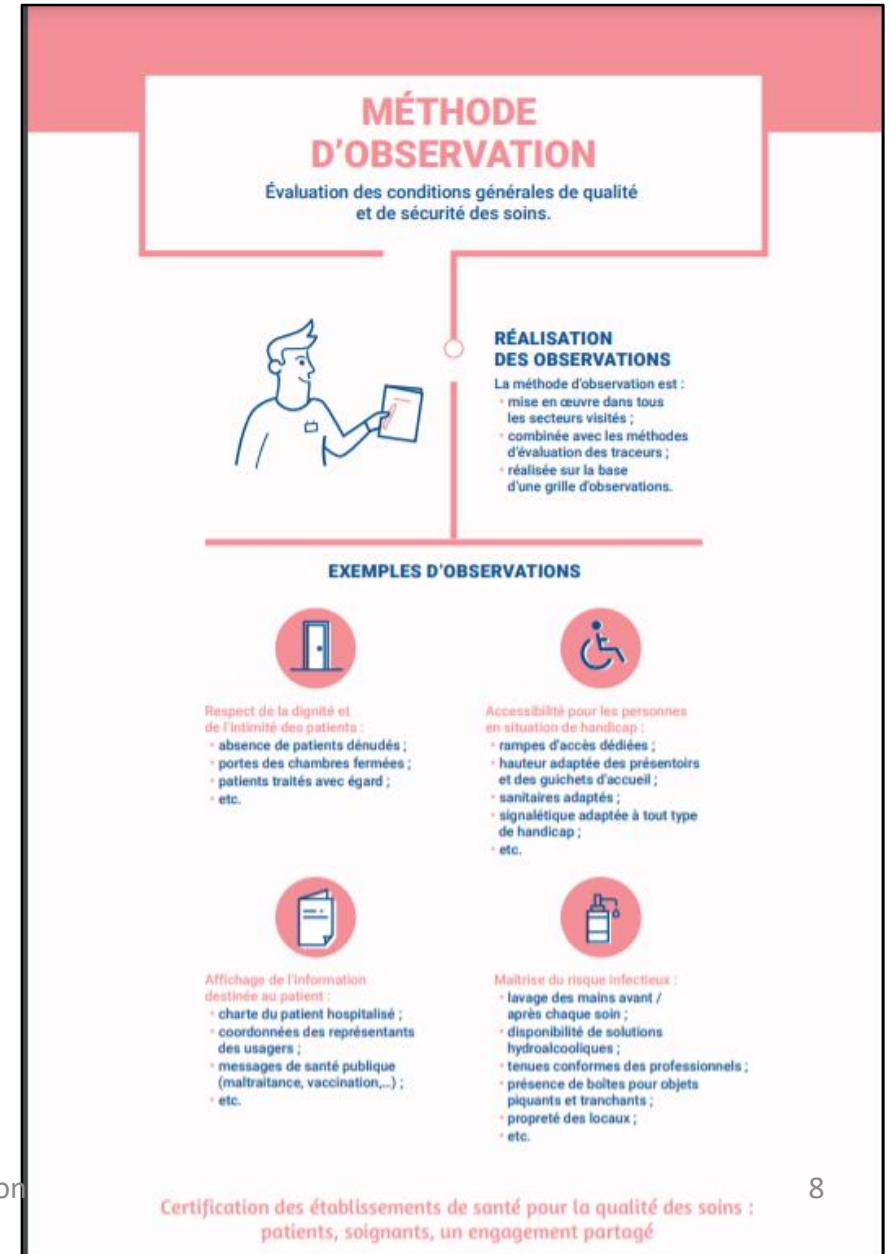 MÉTHODE
D'OBSERVATION
Évaluation des conditions générales de qualité
et de sécurité des soins.
RÉALISATION
DES OBSERVATIONS
La méthode d'observation est :
• mise en œuvre dans tous
les secteurs visités ;
• combinée avec les méthodes
d'évaluation des traceurs ;
• réalisée sur la base
d'une grille d'observations.
EXEMPLES D'OBSERVATIONS
Respect de la dignité et
de l'intimité des patients :
• absence de patients dénudés ;
• portes des chambres fermées ;
• patients traités avec égard ;
• etc.
Accessibilité pour les personnes
en situation de handicap :
• rampes d'accès dédiées ;
• hauteur adaptée des présentoirs
et des guichets d'accueil ;
• sanitaires adaptés ;
• signalétique adaptée à tout type
de handicap ;
• etc.
Affichage de l'information
destinée au patient :
• charte du patient hospitalisé ;
• coordonnées des représentants
des usagers ;
• messages de santé publique
(maltraitance, vaccination,…) ;
• etc.
Maîtrise du risque infectieux :
• lavage des mains avant /
après chaque soin ;
• disponibilité de solutions
hydroalcooliques ;
• tenues conformes des professionnels ;
• présence de boîtes pour objets
piquants et tranchants ;
• propreté des locaux ;
• etc.
on
8
Certification des établissements de santé pour la qualité des soins :
patients, soignants, un engagement partagé